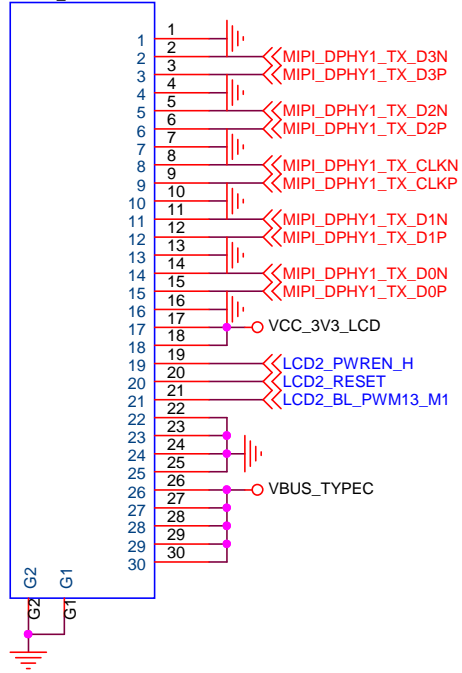 1 1
2 2 MIPI_DPHY1_TX_D3N
3 3 MIPI_DPHY1_TX_D3P
4 4
5 5 MIPI_DPHY1_TX_D2N
6 6 MIPI_DPHY1_TX_D2P
7 7
8 8 MIPI_DPHY1_TX_CLKN
9 9 MIPI_DPHY1_TX_CLKP
10 10
11 11 MIPI_DPHY1_TX_D1N
12 12 MIPI_DPHY1_TX_D1P
13 13
14 14 MIPI_DPHY1_TX_D0N
15 15 MIPI_DPHY1_TX_D0P
16 16
17 17 VCC_3V3_LCD
18 18
19 19 LCD2_PWREN_H
20 20 LCD2_RESET
21 21 LCD2_BL_PWM13_M1
22 22
23 23
24 24
25 25
26 26 VBUS_TYPEC
27 27
28 28
29 29
30 30
G2 G1
G2 G1